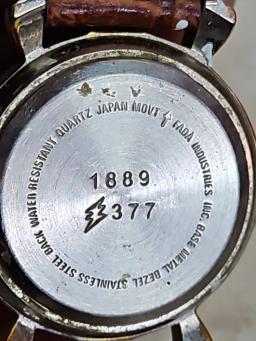 WATER RESISTANT QUARTZ JAPAN MOVT FADA INDUSTRIES INC. BASE METAL BEZEL STAINLESS STEEL BACK
1889
377